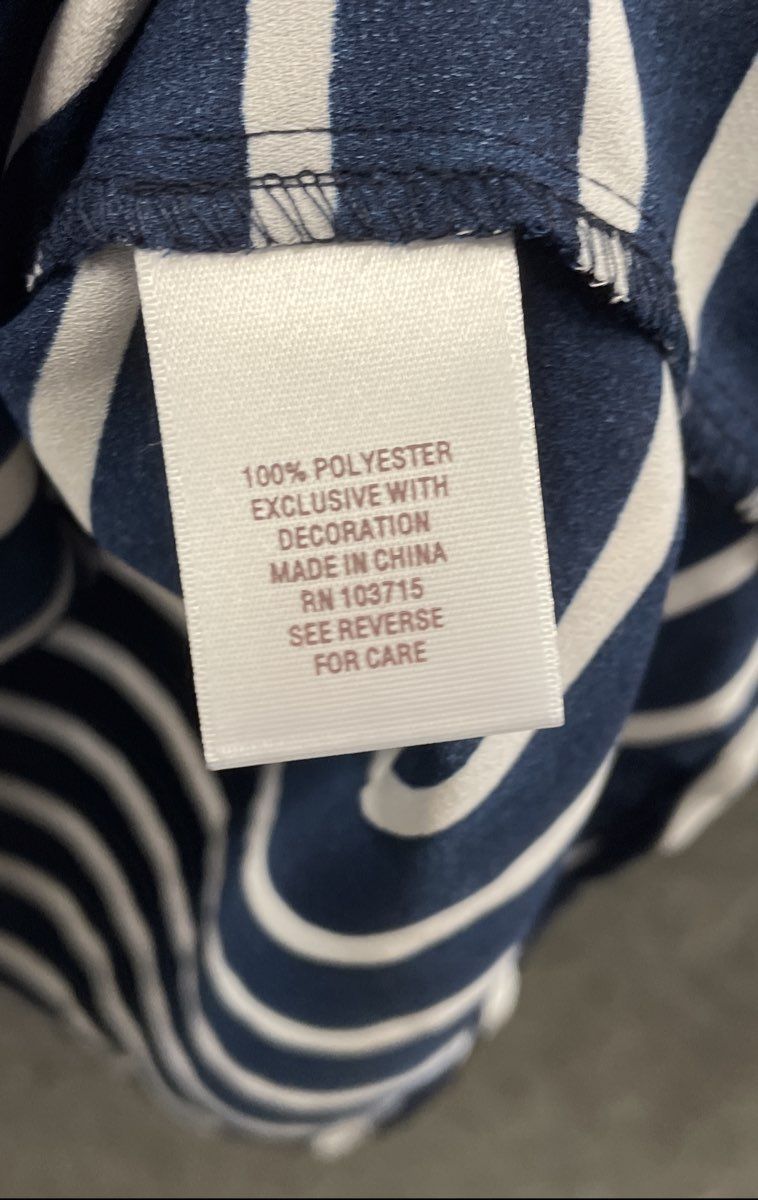 100% POLYESTER
EXCLUSIVE WITH
DECORATION
MADE IN CHINA
RN 103715
SEE REVERSE
FOR CARE